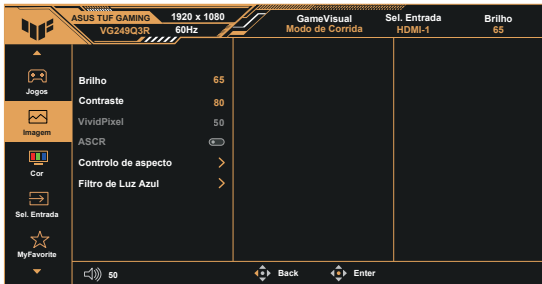 ASUS TUF GAMING 1920 x 1080 GameVisual Sel. Entrada Brilho
VG249Q3R 60Hz Modo de Corrida HDMI-1 65
Jogos
Imagem
Cor
Sel. Entrada
MyFavorite
Brilho 65
Contraste 80
VividPixel 50
ASCR
Controlo de aspecto
Filtro de Luz Azul
50 Back Enter